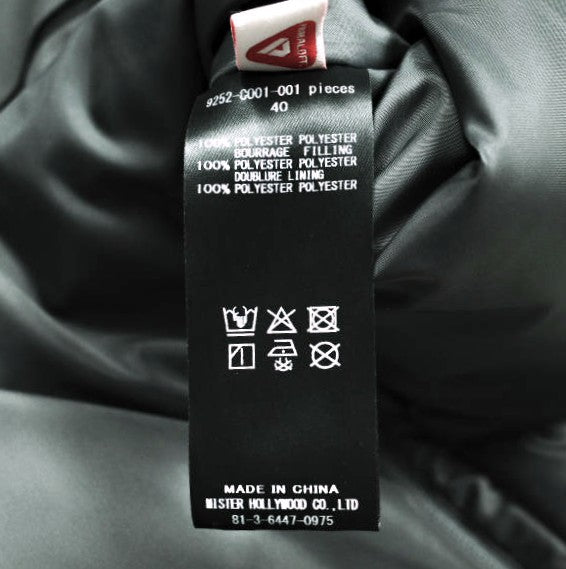 9252-C001-001 pieces
40
100% POLYESTER POLYESTER
BOURRAGE FILLING
100% POLYESTER POLYESTER
DOUBLURE LINING
100% POLYESTER POLYESTER
MADE IN CHINA
MISTER HOLLYWOOD CO.,LTD
81-3-6447-0975